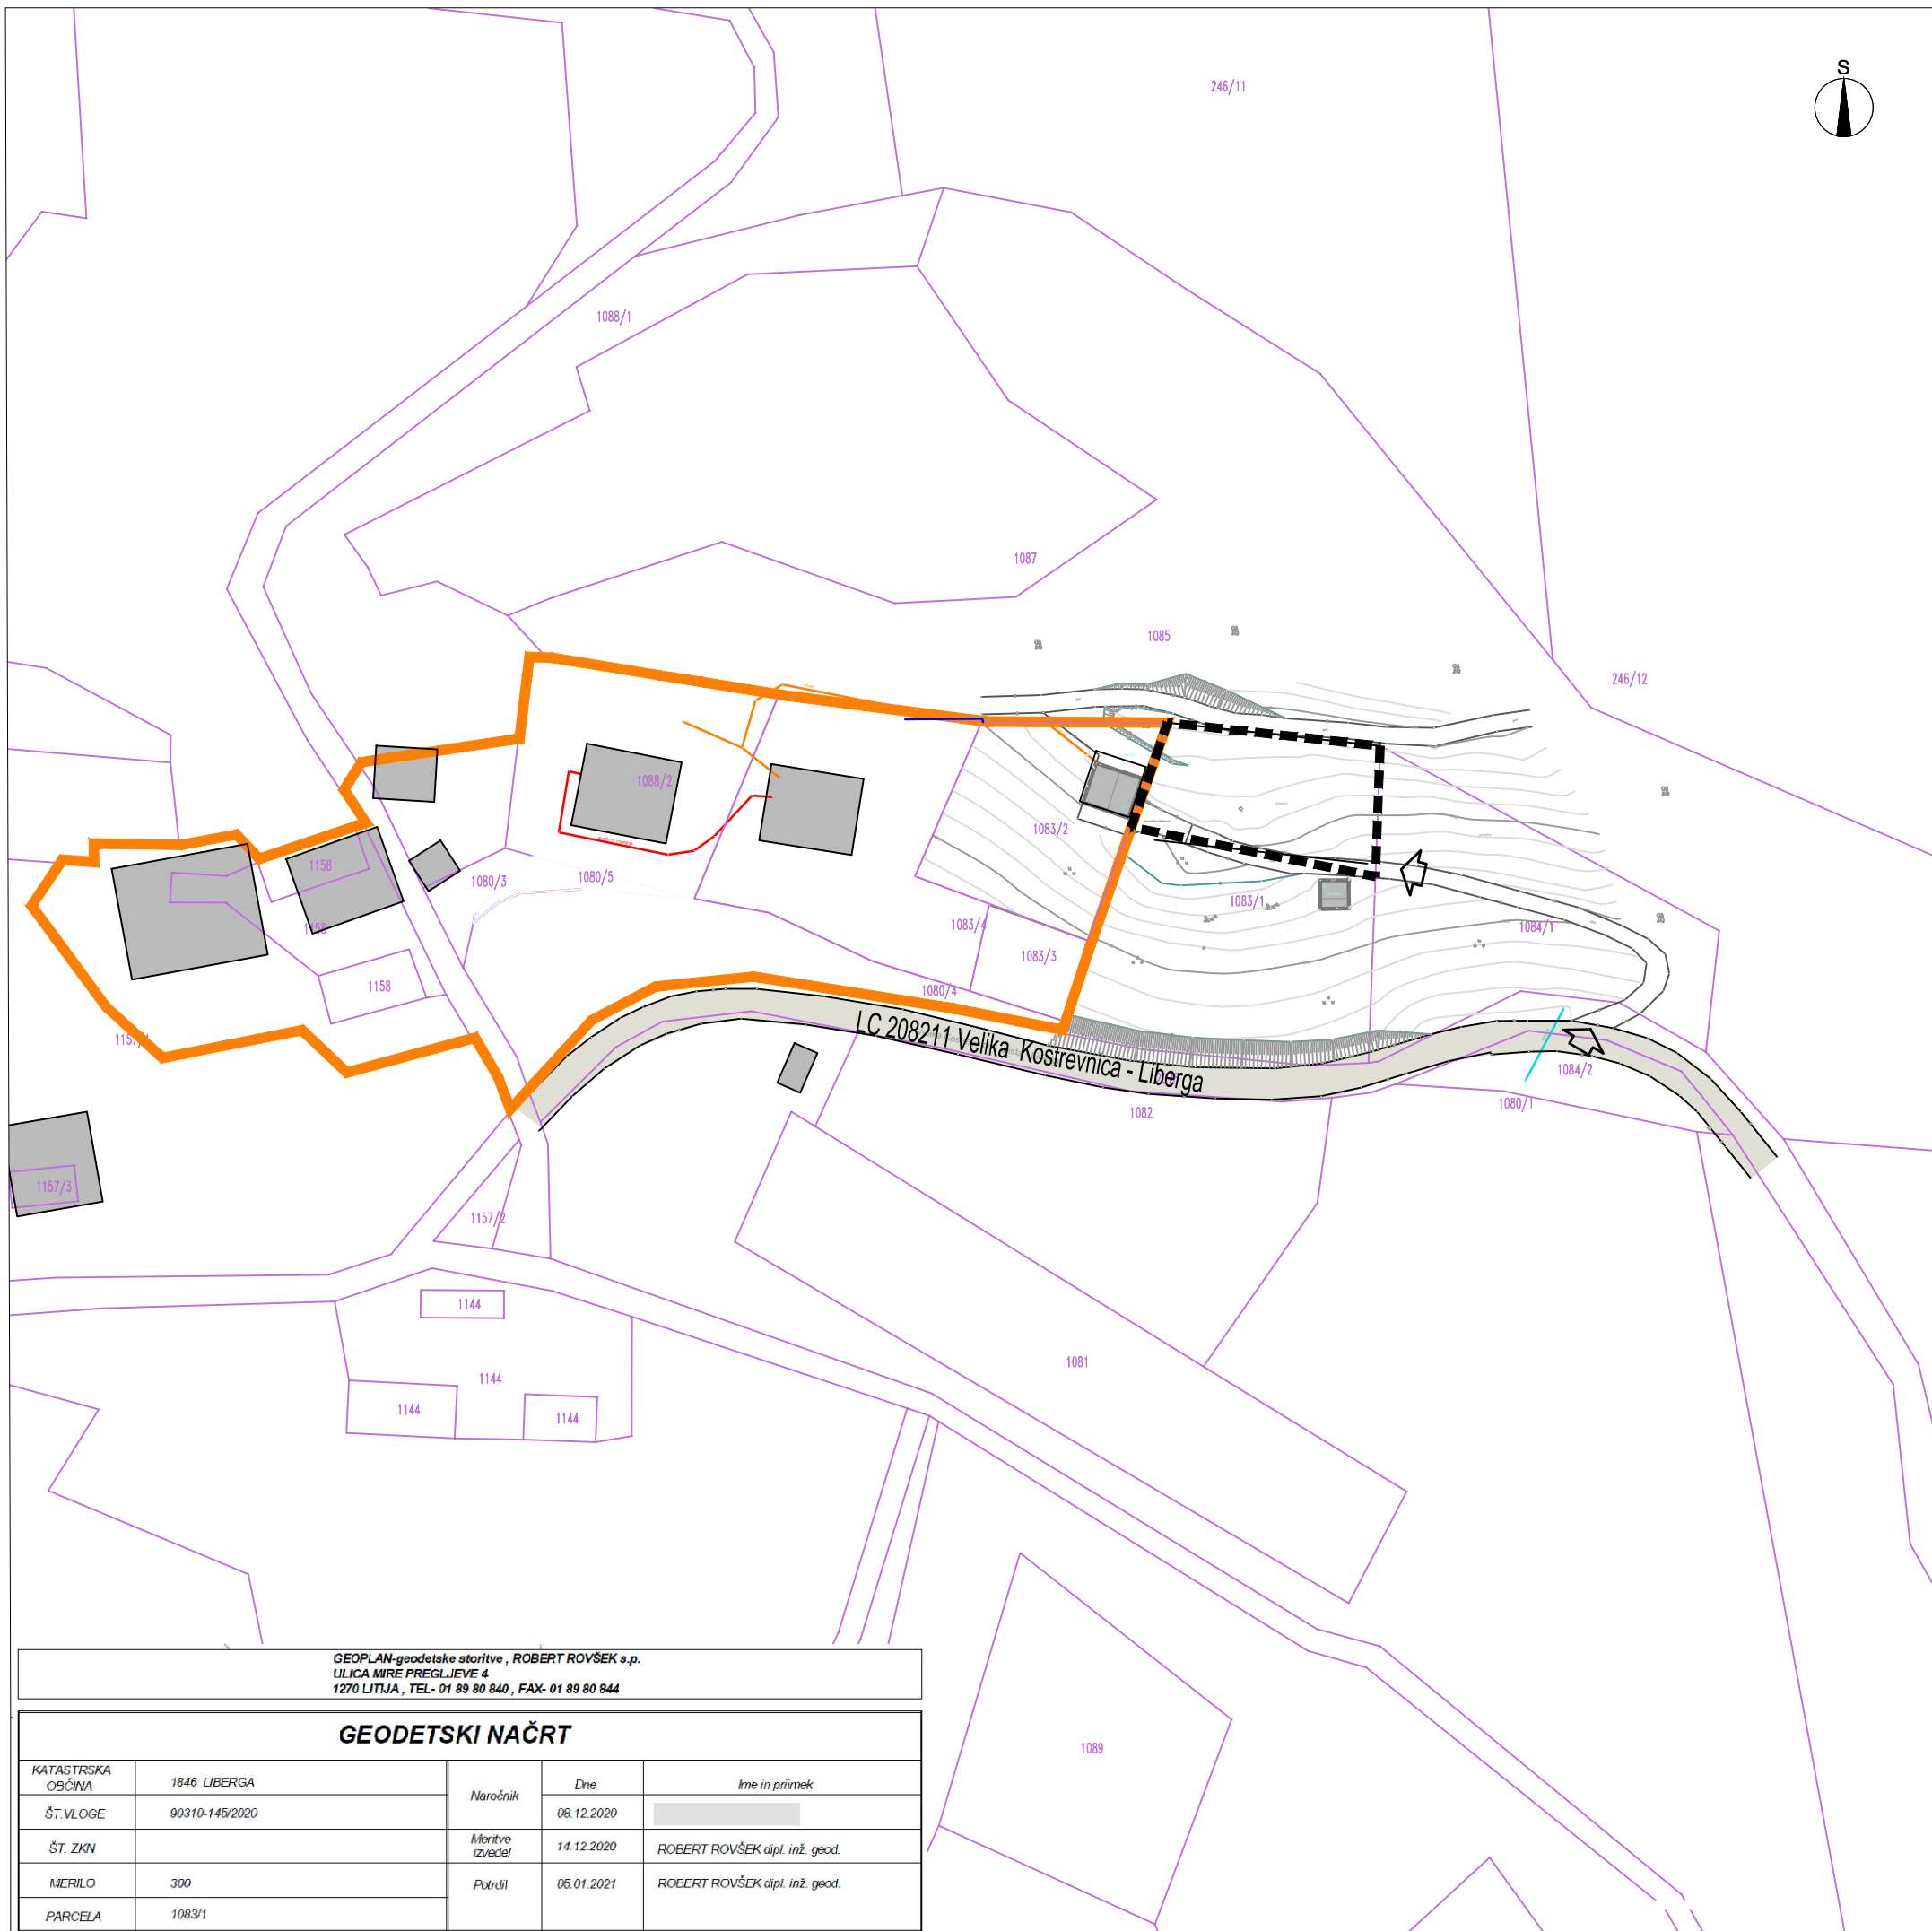 S
246/11
1088/1
1087
1085
246/12
1088/2
1083/2
1158
1080/3
1080/5
1083/1
1158
1083/4
1084/1
1083/3
1158
1080/4
1157/1
LC 208211 Velika Kostrevnica - Liberga
1084/2
1080/1
1082
1157/3
1157/2
1144
1081
1144
1144
1144
1089
GEOPLAN-geodetske storitve , ROBERT ROVŠEK s.p.
ULICA MIRE PREGLJEVE 4
1270 LITIJA , TEL- 01 89 80 840 , FAX- 01 89 80 844
GEODETSKI NAČRT
KATASTRSKA OBČINA 1846 LIBERGA Naročnik Dne Ime in priimek
ŠT.VLOGE 90310-145/2020 08.12.2020
ŠT. ZKN Meritve izvedel 14.12.2020 ROBERT ROVŠEK dipl. inž. geod.
MERILO 300 Potrdil 05.01.2021 ROBERT ROVŠEK dipl. inž. geod.
PARCELA 1083/1